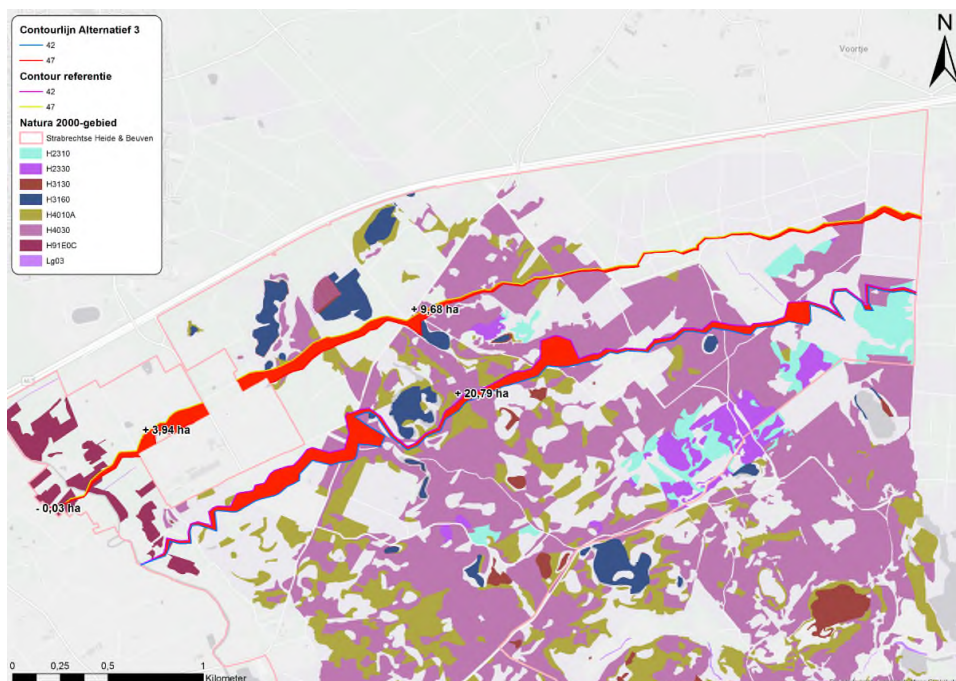 Contourlijn Alternatief 3
42
47
Contour referentie
42
47
Natura 2000-gebied
Strabrechtse Heide & Beuven
H2310
H2330
H3130
H3160
H4010A
H4030
H91E0C
Lg03
N
Voortje
+ 9,68 ha
+ 20,79 ha
+ 3,94 ha
- 0,03 ha
0 0,25 0,5 1
Kilometer